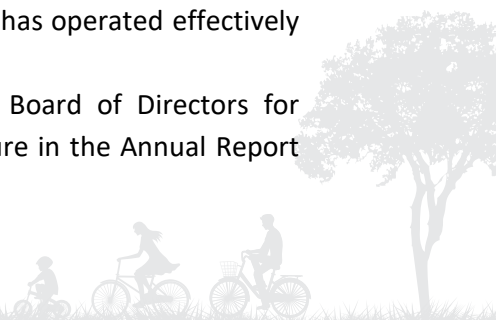 has operated effectively
Board of Directors for
ure in the Annual Report